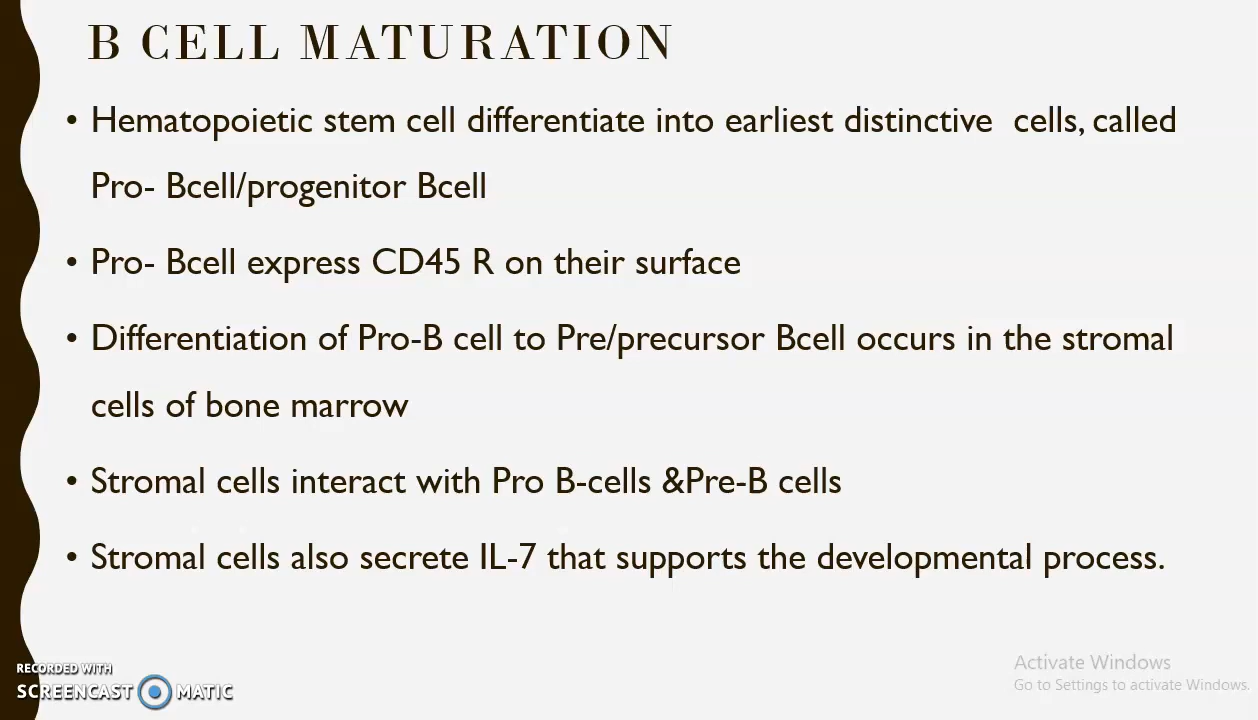 B CELL MATURATION
• Hematopoietic stem cell differentiate into earliest distinctive cells, called
Pro- Bcell/progenitor Bcell
• Pro- Bcell express CD45 R on their surface
• Differentiation of Pro-B cell to Pre/precursor Bcell occurs in the stromal
cells of bone marrow
• Stromal cells interact with Pro B-cells &Pre-B cells
• Stromal cells also secrete IL-7 that supports the developmental process.
RECORDED WITH
SCREENCAST MATIC
Activate Windows
Go to Settings to activate Windows.